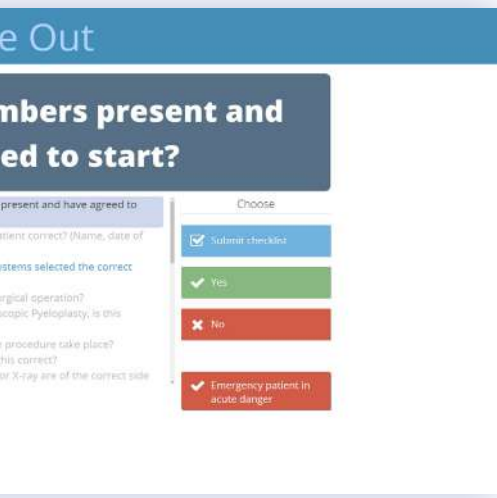 e Out
mbers present and
ed to start?
present and have agreed to
tient correct? (Name, date of
stems selected the correct
rgical operation?
scopic Pyeloplasty, is this
e procedure take place?
his correct?
or X-ray are of the correct side
Choose
Submit checklist
Yes
No
Emergency patient in
acute danger